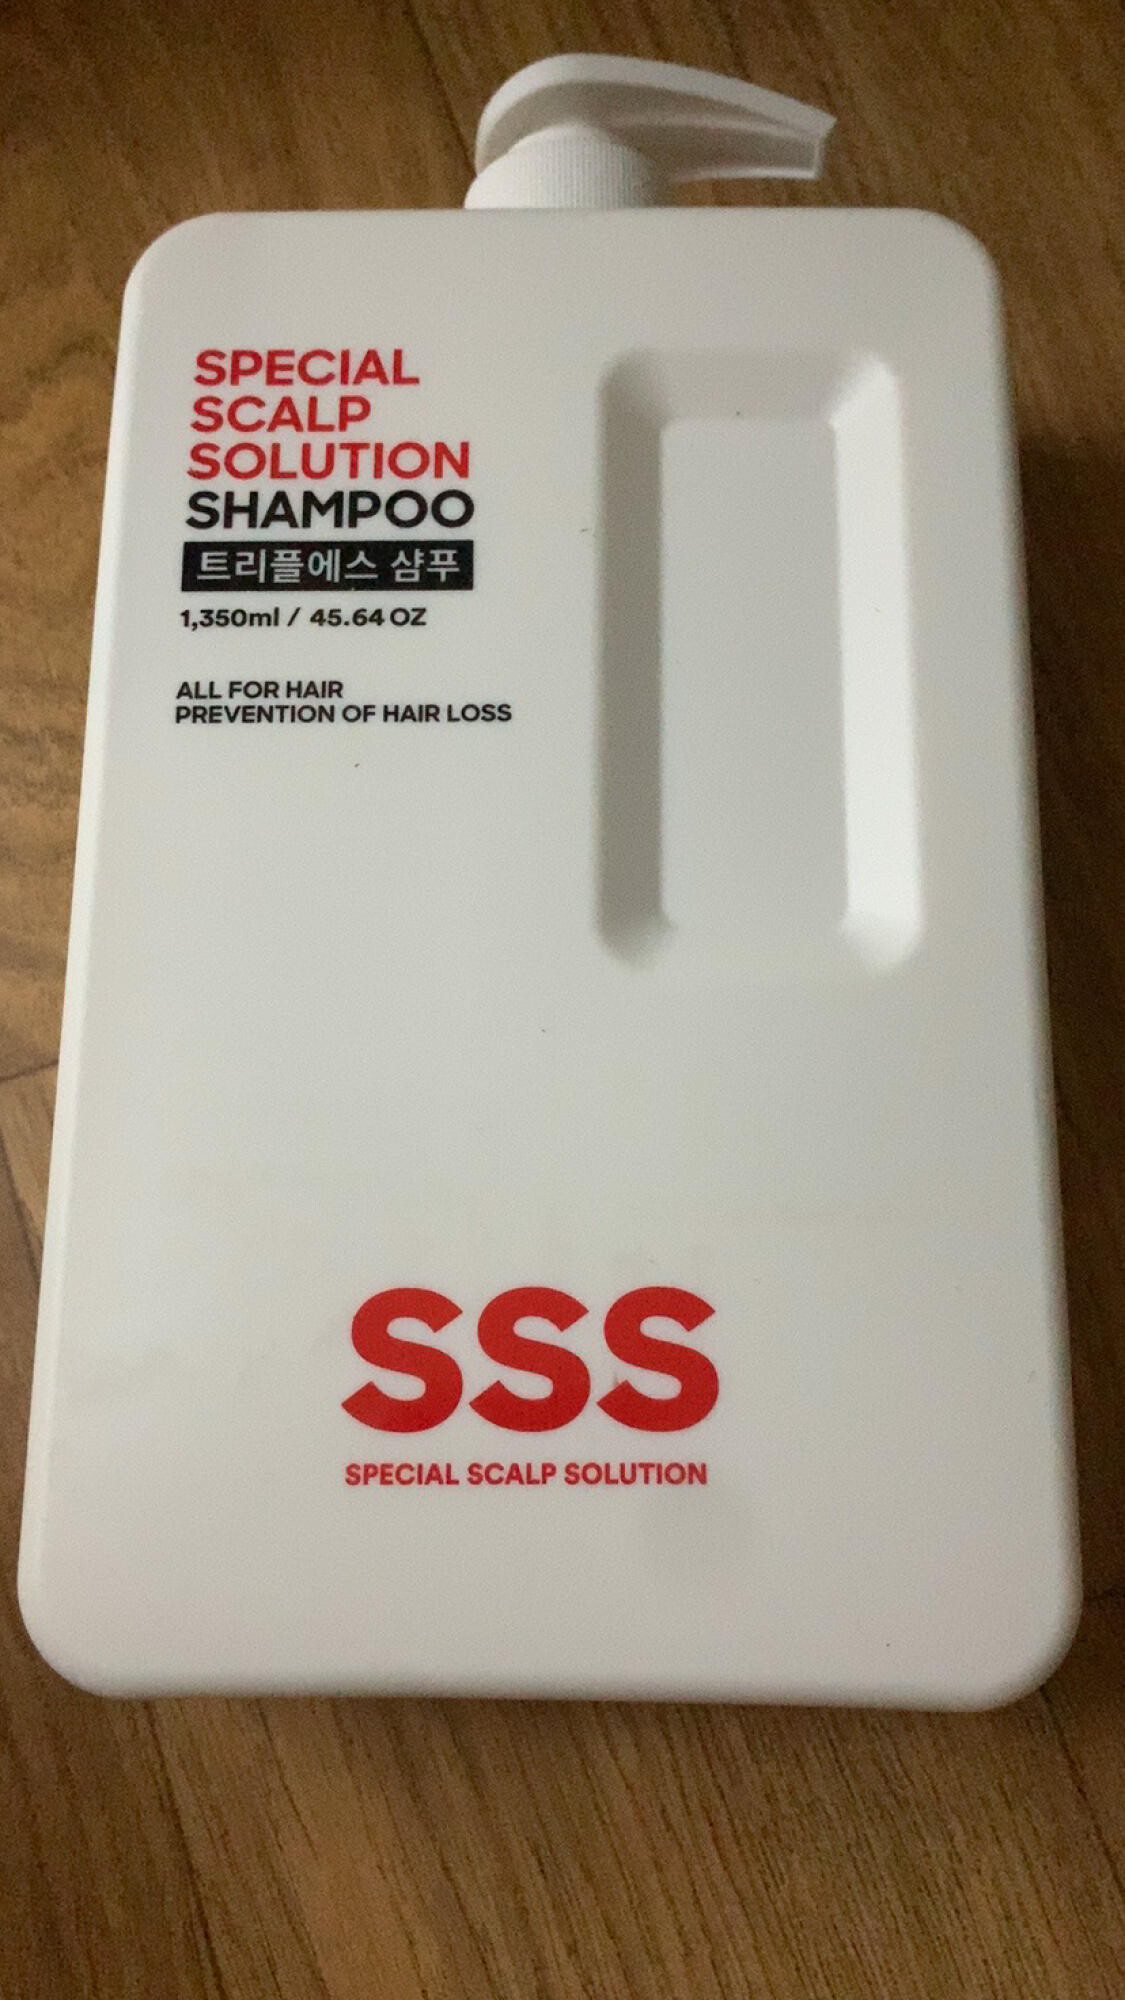 SPECIAL
SCALP
SOLUTION
SHAMPOO
트리플에스 샴푸
1,350ml / 45.64 OZ
ALL FOR HAIR
PREVENTION OF HAIR LOSS
SSS
SPECIAL SCALP SOLUTION